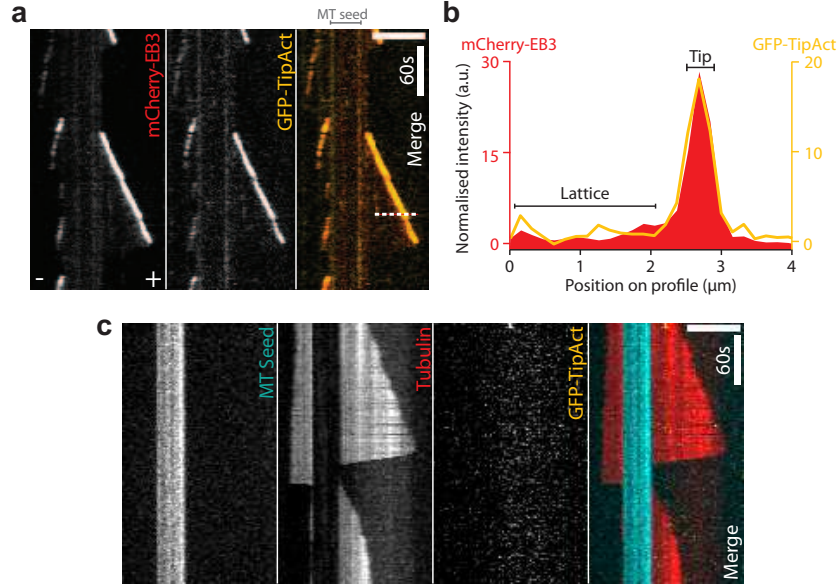 a
MT seed
mCherry-EB3
GFP-TipAct
Merge
60s
-
+
b
mCherry-EB3
GFP-TipAct
Tip
Lattice
Normalised intensity (a.u.)
30
15
0
20
10
0
0 1 2 3 4
Position on profile (μm)
c
MT Seed
Tubulin
GFP-TipAct
60s
Merge